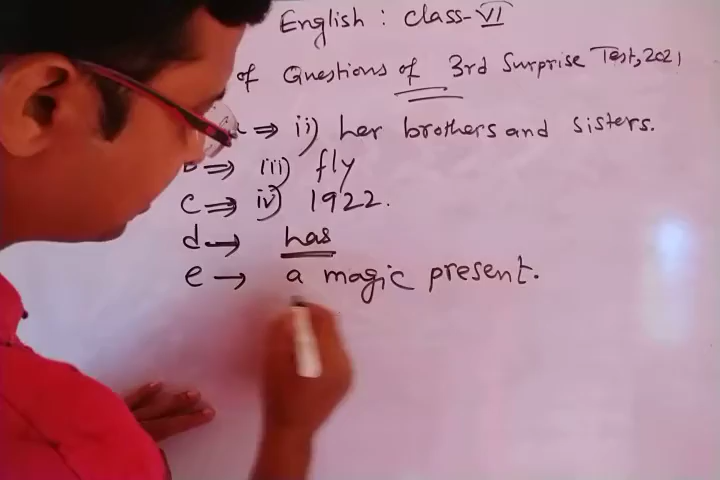 English : Class-VI
of Questions of 3rd Surprise Test, 2021
a ⇒ ii) her brothers and sisters.
b ⇒ iii) fly
c ⇒ iv) 1922.
d → has
e → a magic present.